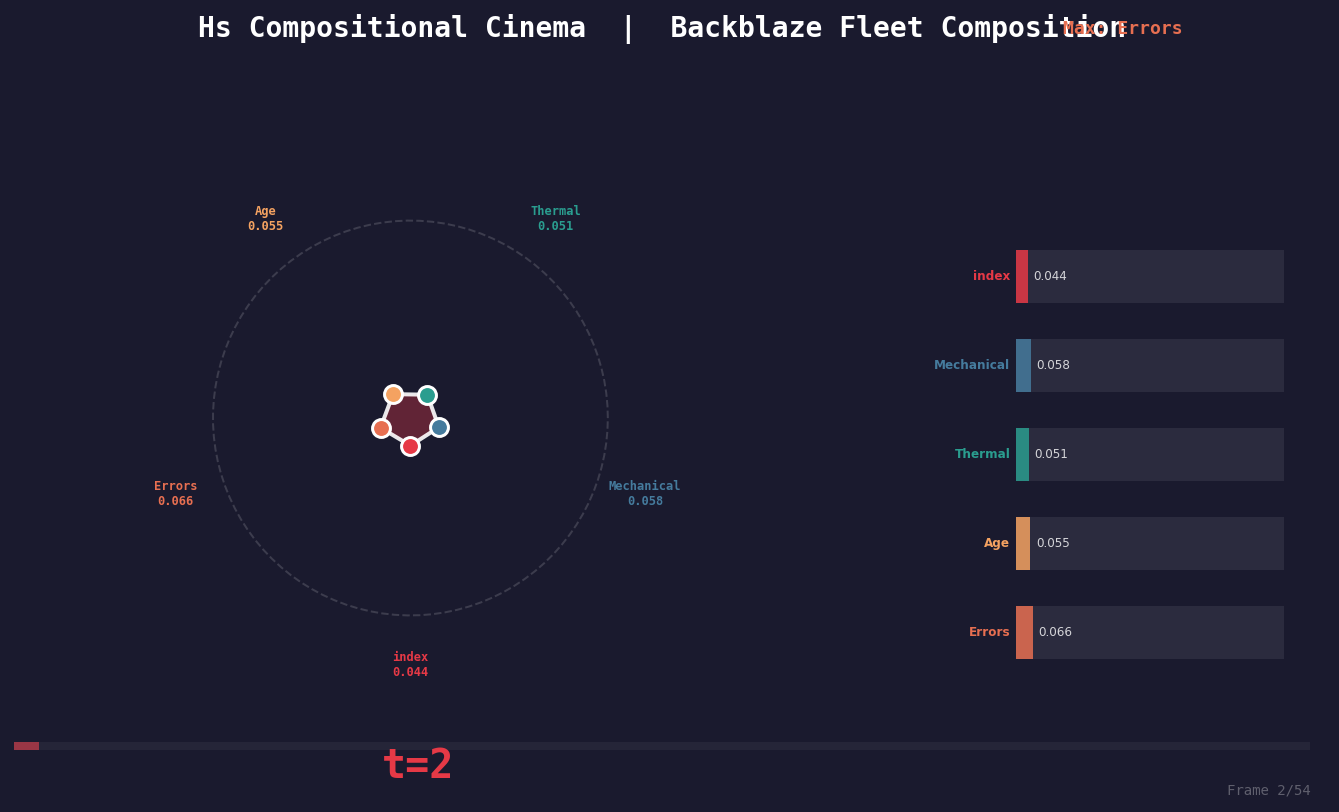 Hs Compositional Cinema | Backblaze Fleet Composition
Max: Errors
Age
0.055
Thermal
0.051
Errors
0.066
Mechanical
0.058
index
0.044
index 0.044
Mechanical 0.058
Thermal 0.051
Age 0.055
Errors 0.066
t=2
Frame 2/54